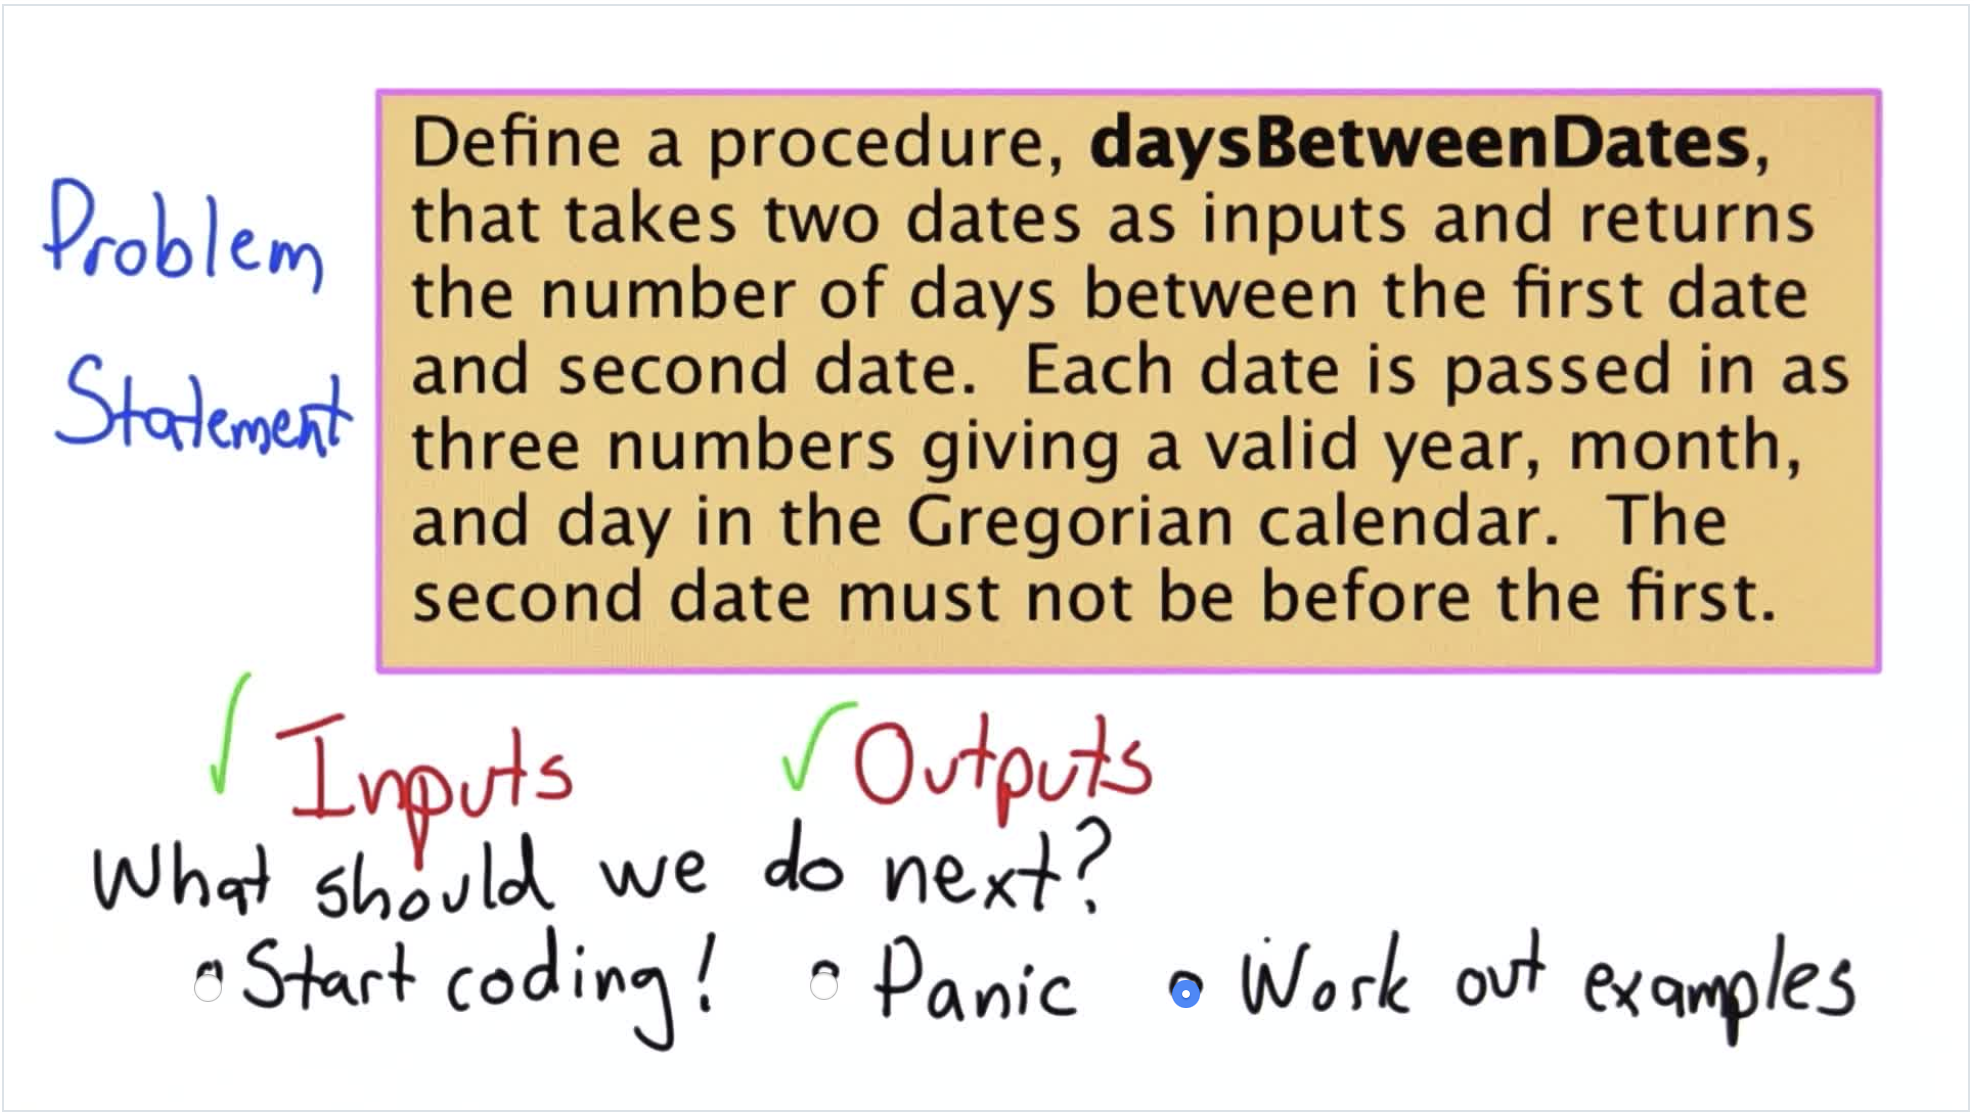 Problem
Statement
Define a procedure, daysBetweenDates,
that takes two dates as inputs and returns
the number of days between the first date
and second date. Each date is passed in as
three numbers giving a valid year, month,
and day in the Gregorian calendar. The
second date must not be before the first.
✓ Inputs ✓ Outputs
What should we do next?
Start coding! Panic Work out examples